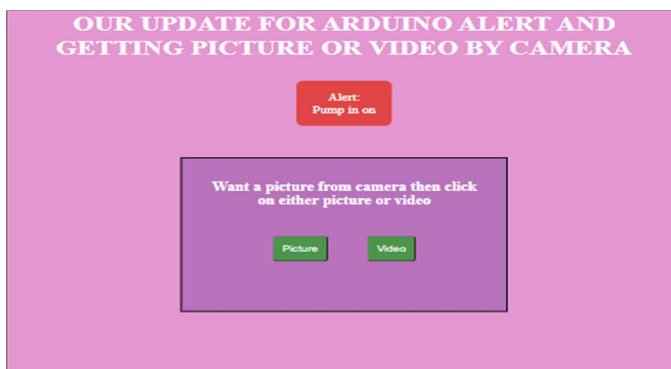 OUR UPDATE FOR ARDUINO ALERT AND
GETTING PICTURE OR VIDEO BY CAMERA
Alert:
Pump in on
Want a picture from camera then click
on either picture or video
Picture
Video